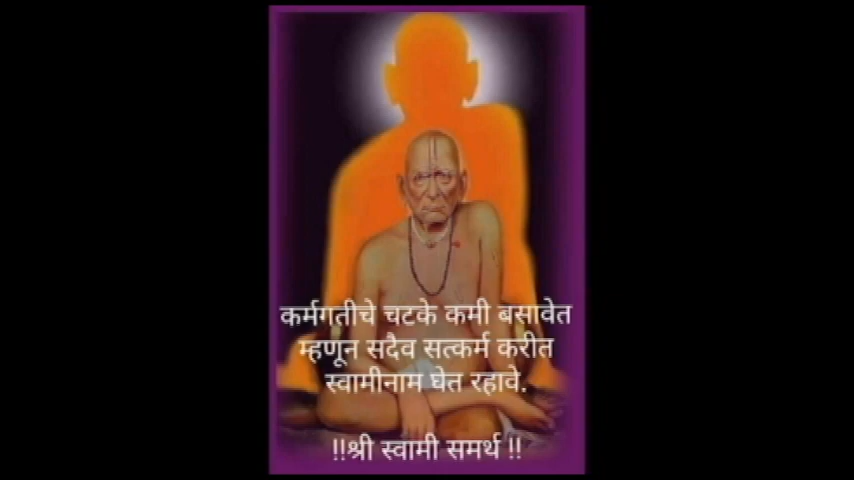 कर्मगतीचे चटके कमी बसावेत
म्हणून सदैव सत्कर्म करीत
स्वामीनाम घेत रहावे.
!!श्री स्वामी समर्थ !!